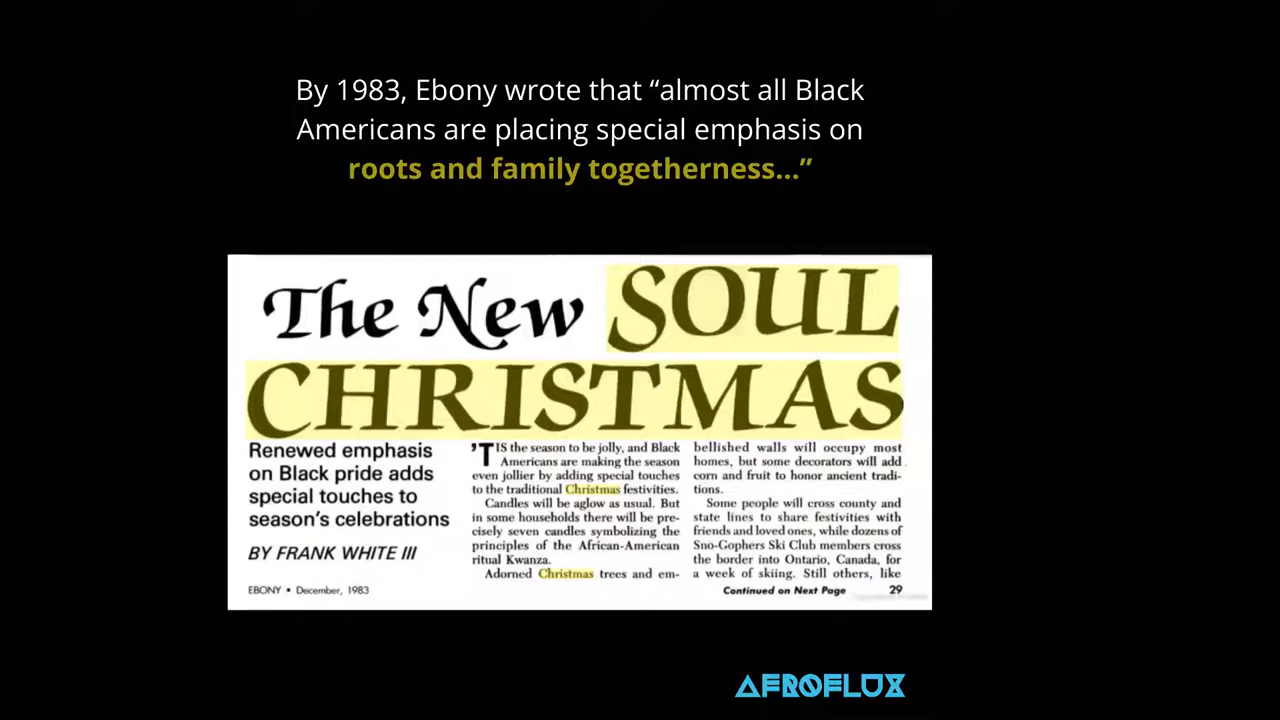 By 1983, Ebony wrote that “almost all Black
Americans are placing special emphasis on
roots and family togetherness...”
The New SOUL
CHRISTMAS
Renewed emphasis
on Black pride adds
special touches to
season's celebrations
BY FRANK WHITE III
'TIS the season to be jolly, and Black
Americans are making the season
even jollier by adding special touches
to the traditional Christmas festivities.
Candles will be aglow as usual. But
in some households there will be pre-
cisely seven candles symbolizing the
principles of the African-American
ritual Kwanza.
Adorned Christmas trees and em-
bellished walls will occupy most
homes, but some decorators will add
corn and fruit to honor ancient tradi-
tions.
Some people will cross county and
state lines to share festivities with
friends and loved ones, while dozens of
Sno-Gophers Ski Club members cross
the border into Ontario, Canada, for
a week of skiing. Still others, like
EBONY • December, 1983
Continued on Next Page
29
AFROFLUX